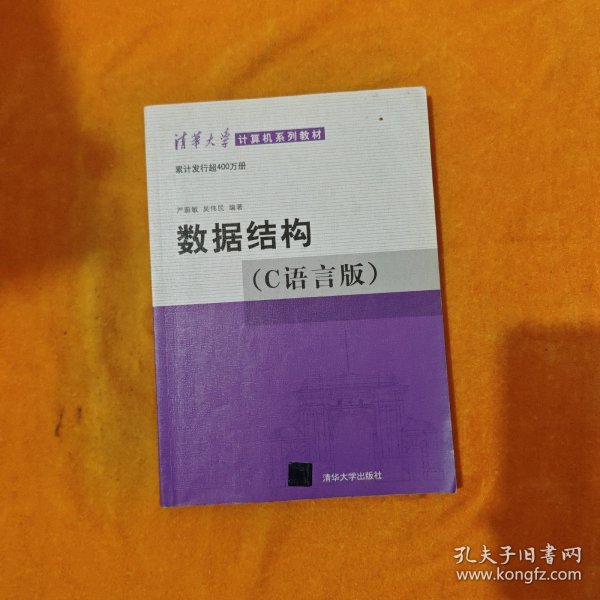 清华大学 计算机系列教材
累计发行超400万册
严蔚敏 吴伟民 编著
数据结构
(C语言版)
清华大学出版社
孔夫子旧书网
www.kongfz.com